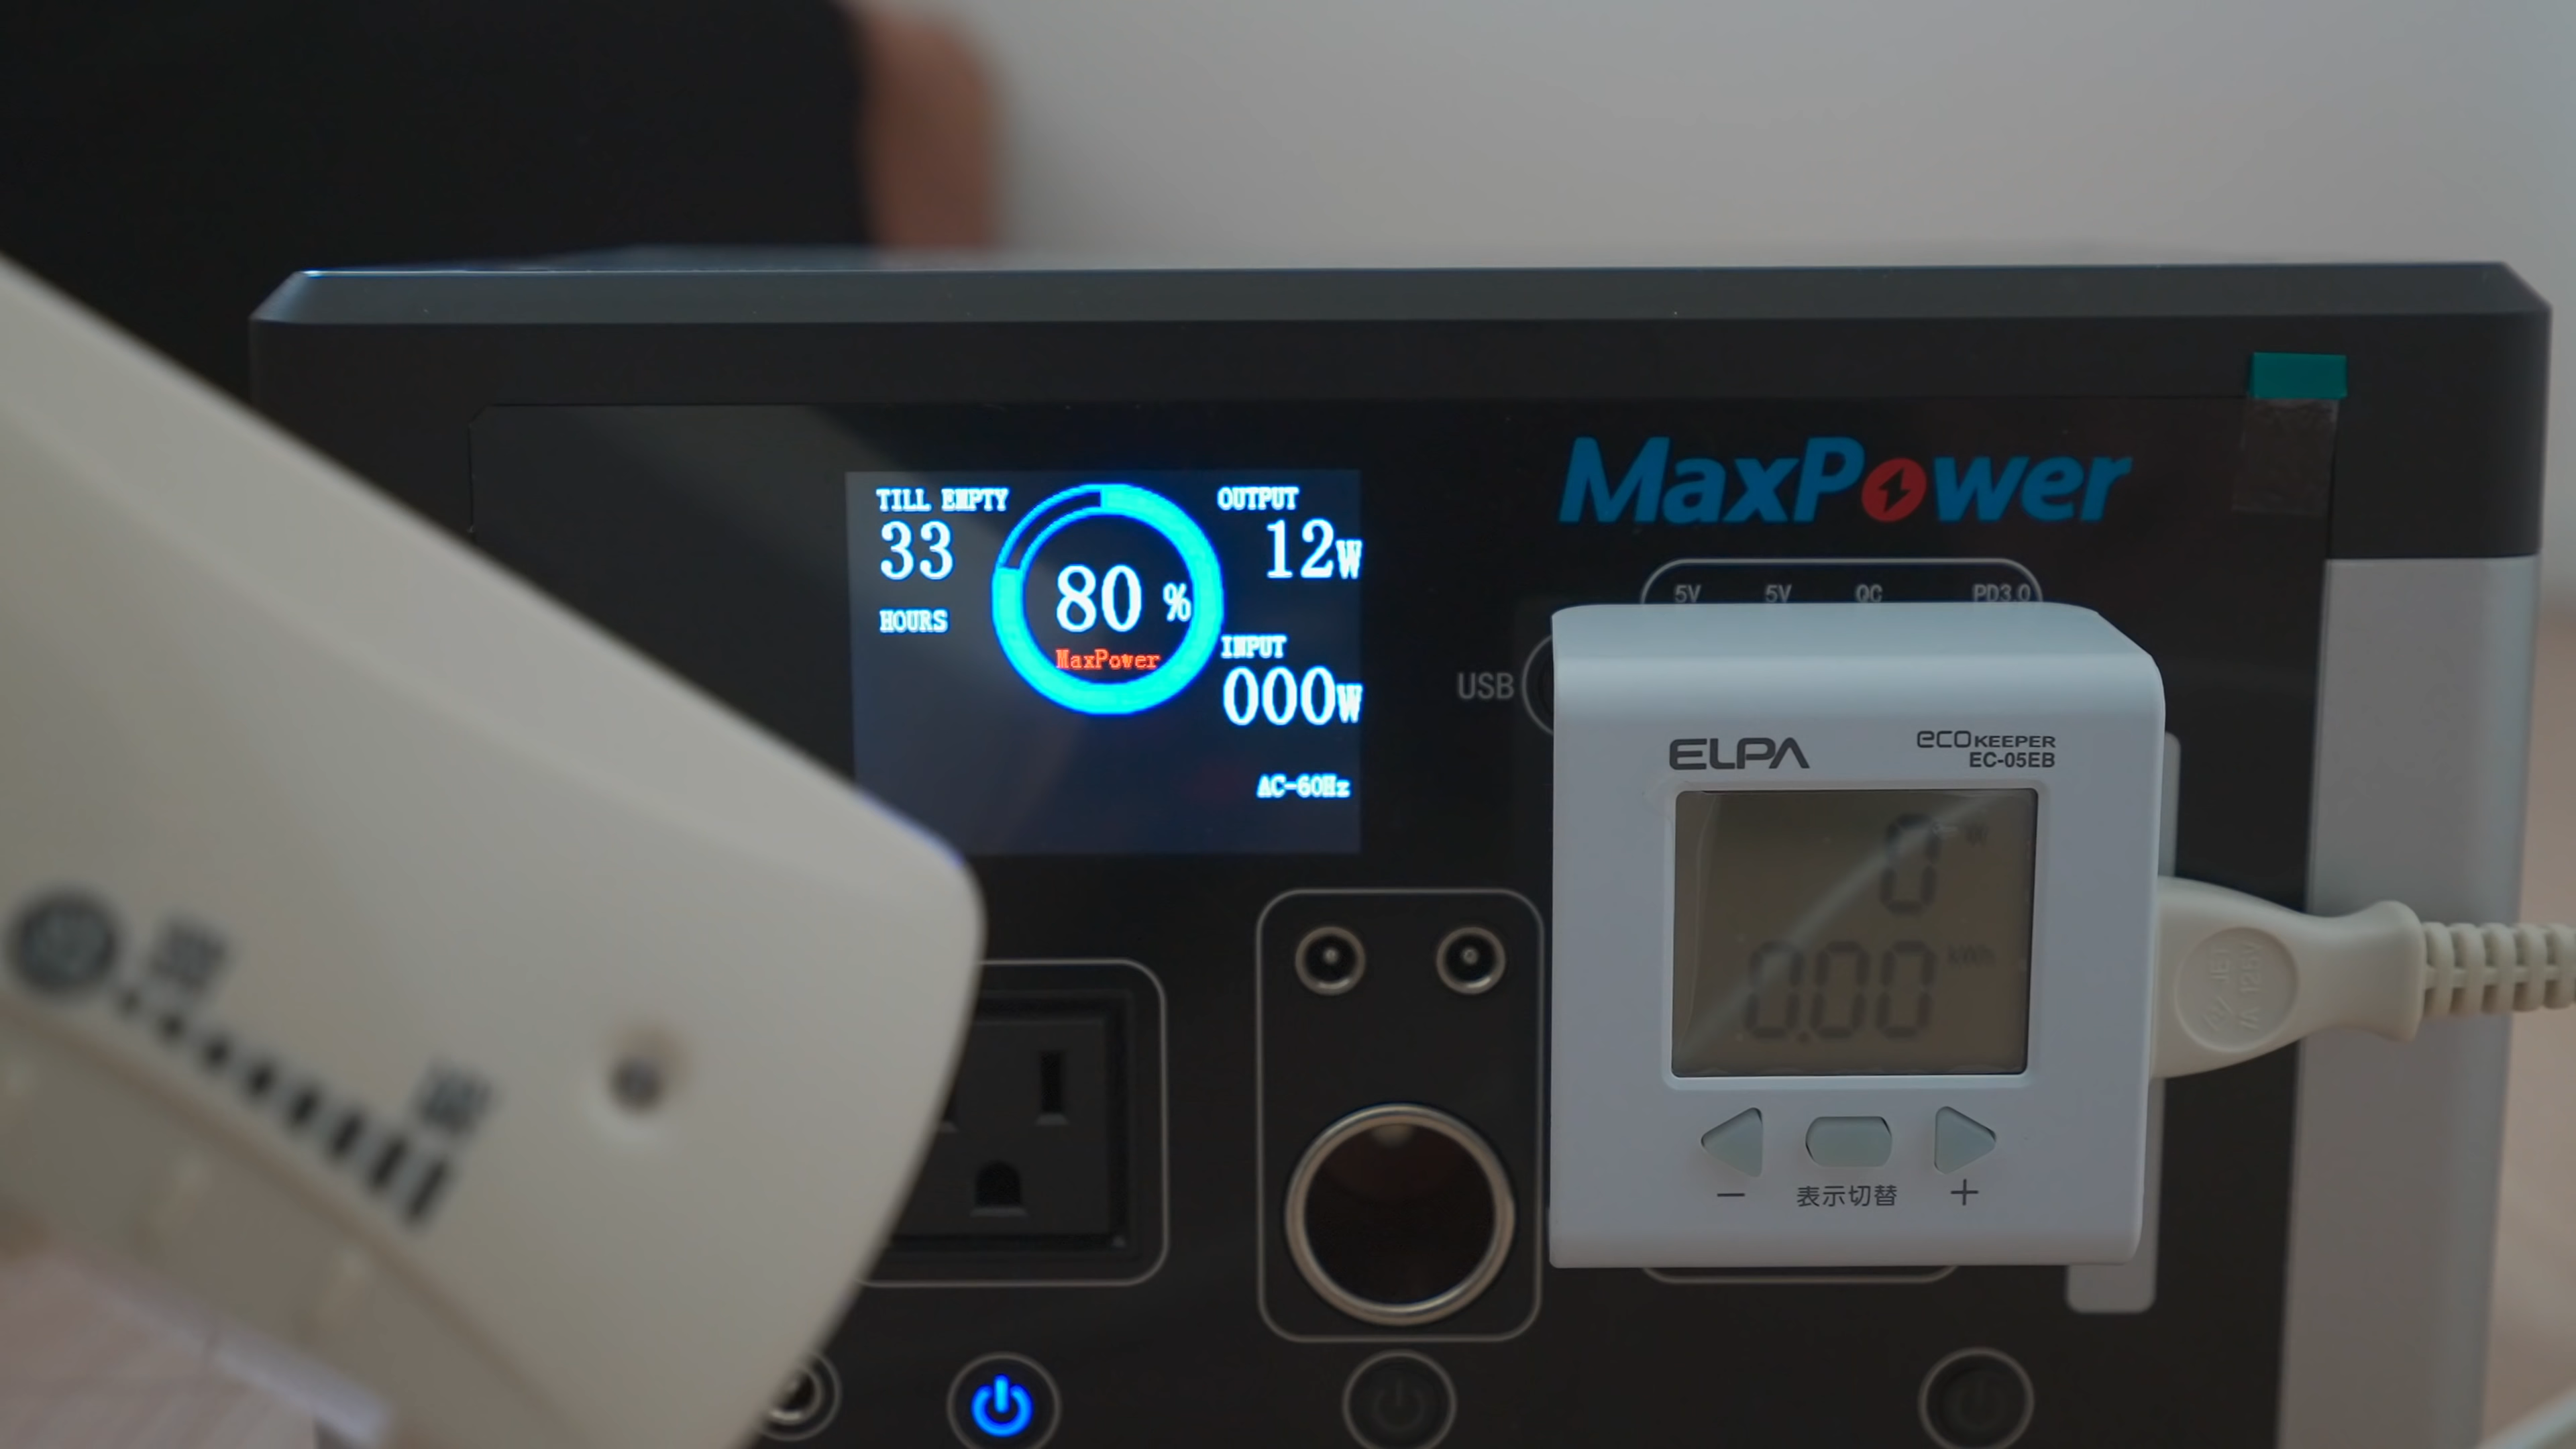 TILL EMPTY
33
HOURS
80 %
MaxPower
OUTPUT
12W
INPUT
000W
AC-60Hz
MaxPower
5V 5V QC PD3.0
USB
ELPA
eco KEEPER
EC-05EB
0 W
0.00 kWh
− 表示切替 +